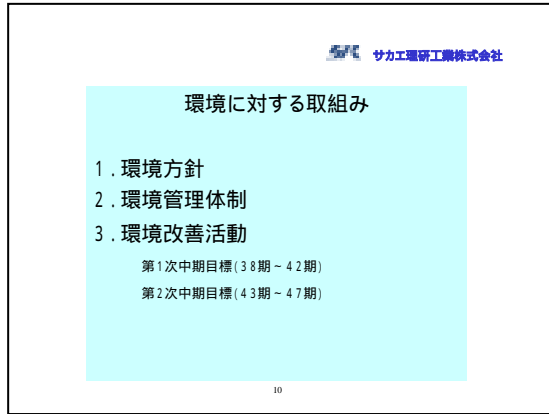 サカエ理研工業株式会社
環境に対する取組み
1.環境方針
2.環境管理体制
3.環境改善活動
第1次中期目標(38期~42期)
第2次中期目標(43期~47期)
10